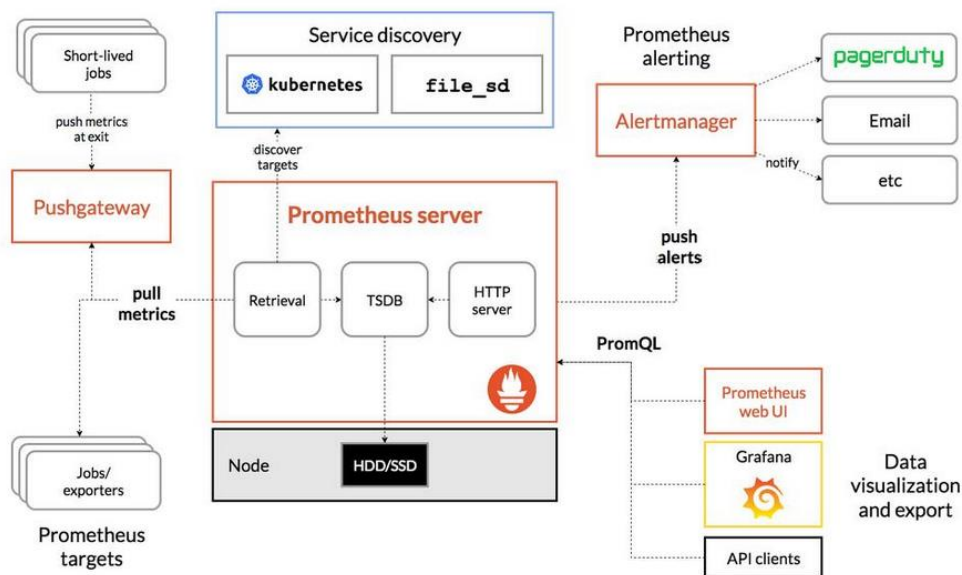 Short-lived
jobs
push metrics
at exit
Pushgateway
Service discovery
kubernetes
file_sd
discover
targets
Prometheus
alerting
Alertmanager
pagerduty
Email
notify
etc
Prometheus server
Retrieval
TSDB
HTTP
server
pull
metrics
push
alerts
PromQL
Node
HDD/SSD
Jobs/
exporters
Prometheus
targets
Prometheus
web UI
Grafana
API clients
Data
visualization
and export